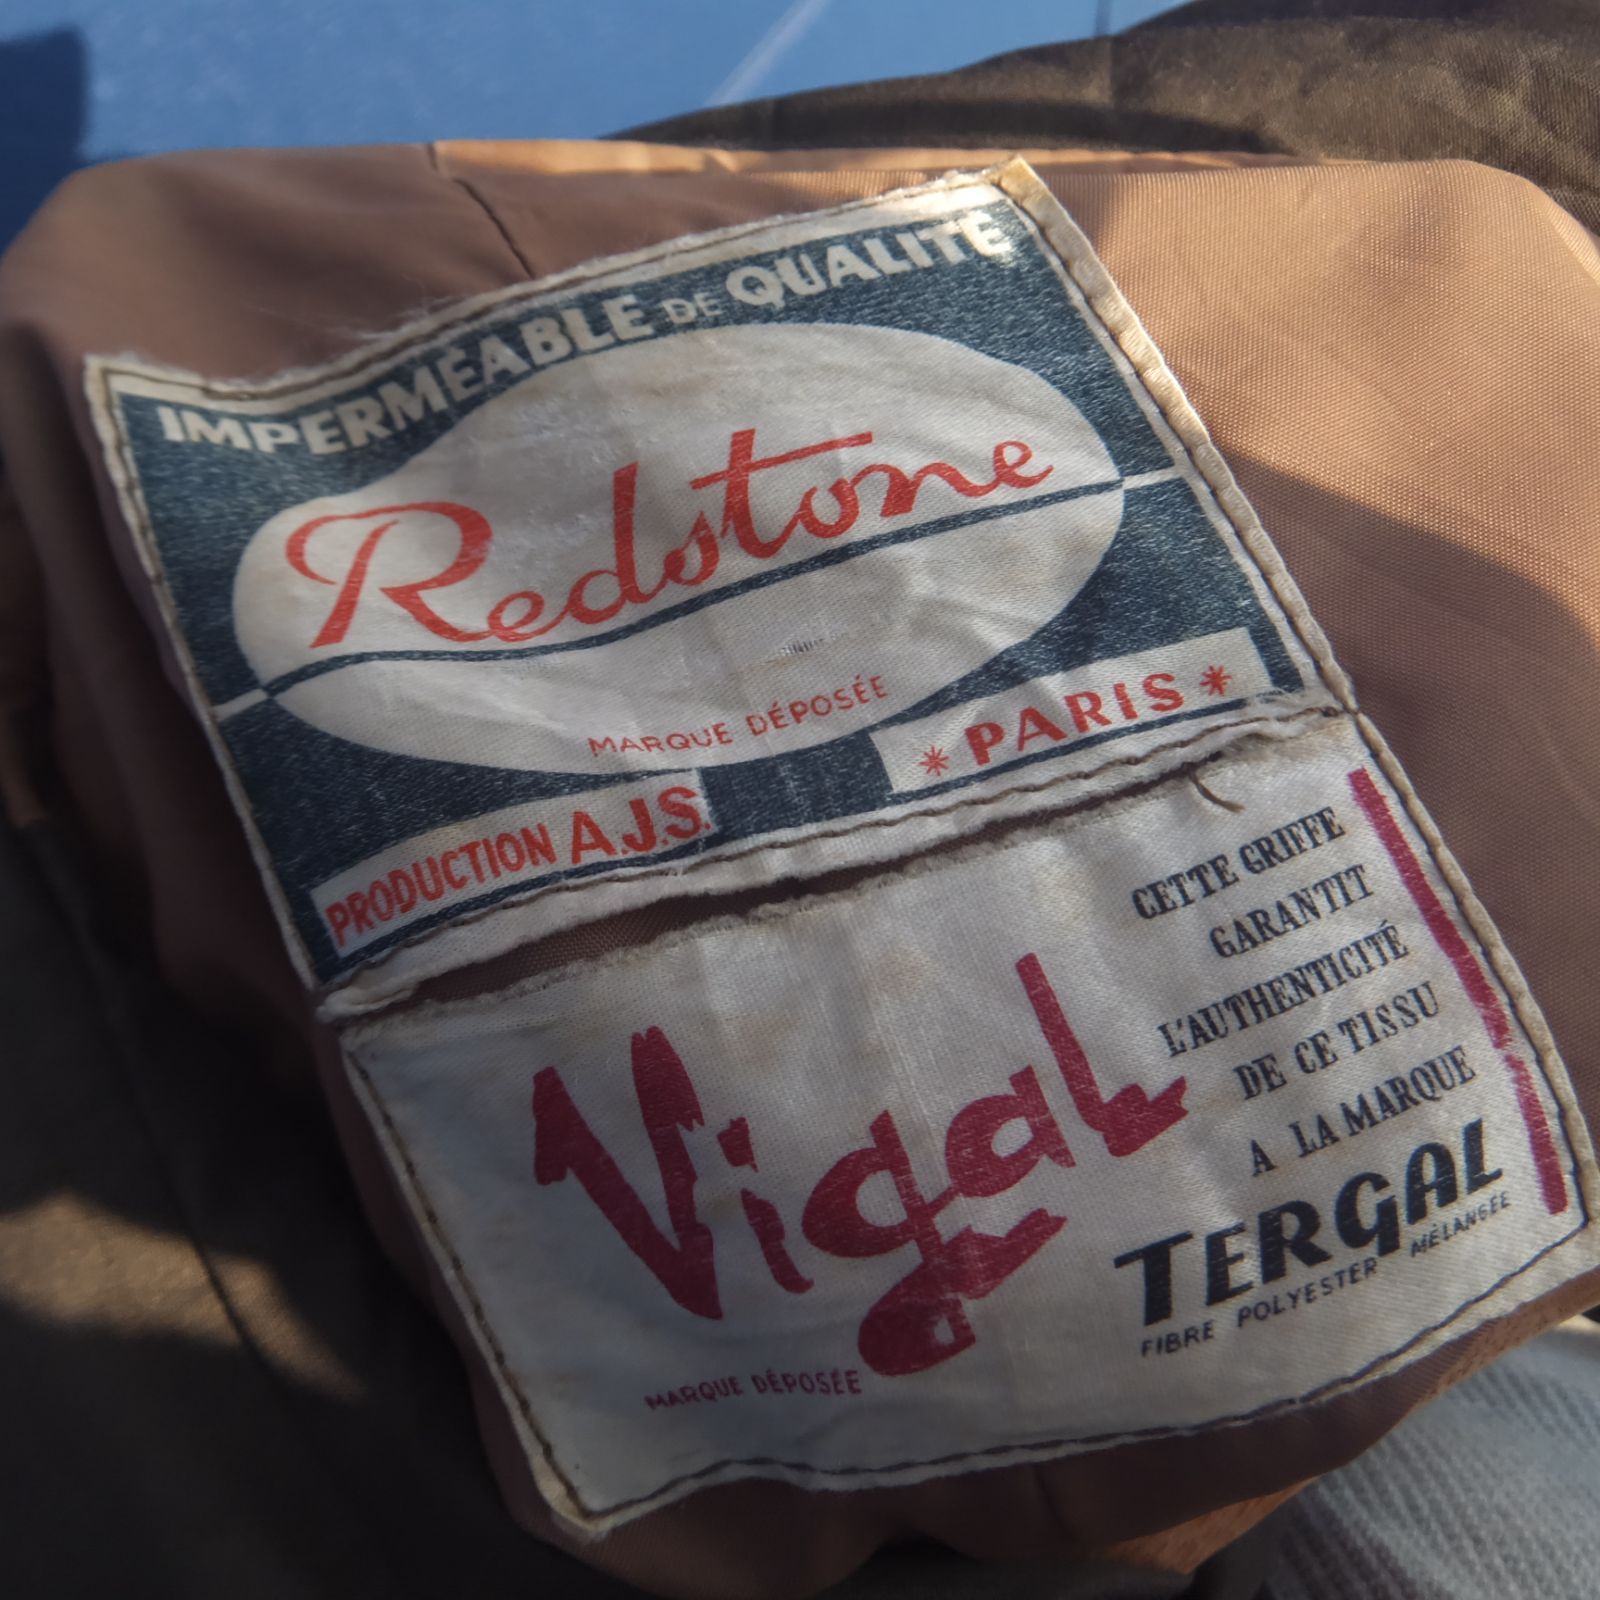 IMPERMÉABLE DE QUALITÉ
Redstone
MARQUE DÉPOSÉE
PRODUCTION A.J.S.
* PARIS *
Vigal
MARQUE DÉPOSÉE
CETTE GRIFFE
GARANTIT
L'AUTHENTICITÉ
DE CE TISSU
A LA MARQUE
TERGAL
FIBRE POLYESTER MÉLANGÉE